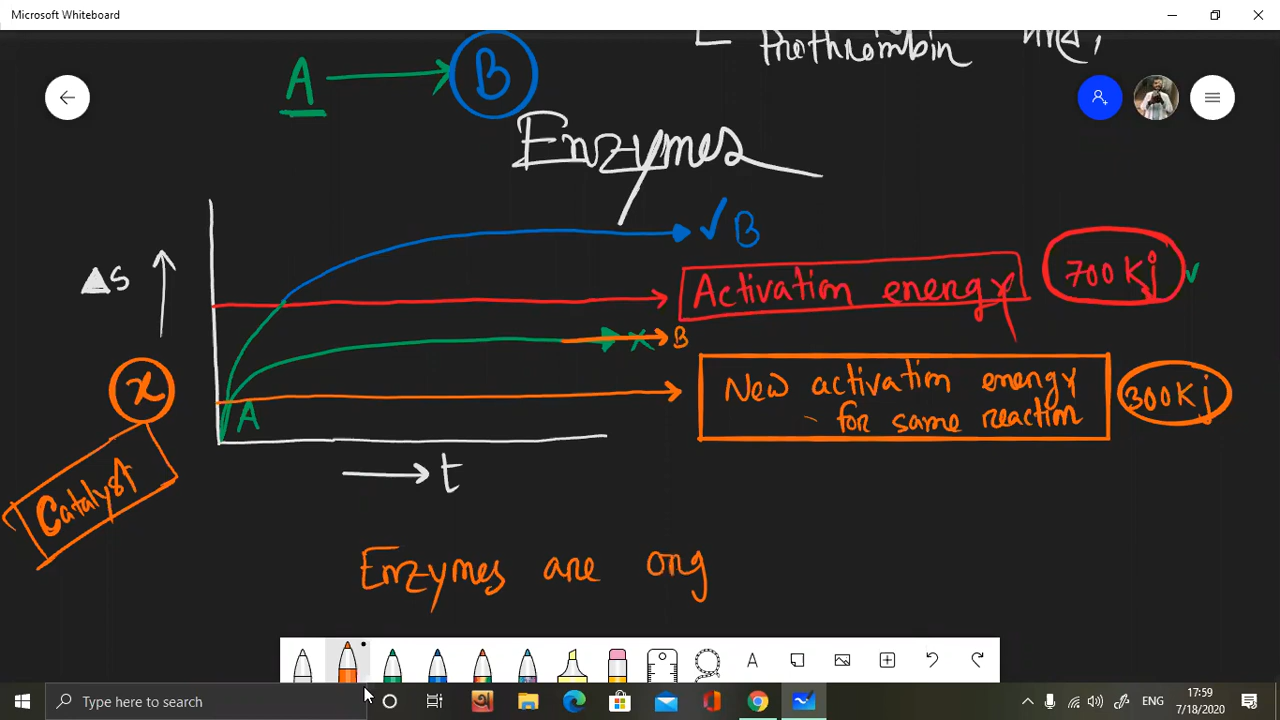 Microsoft Whiteboard
Prothrombin
A
B
Enzymes
B
Activation energy
700 Kj
ΔS
X B
x
New activation energy
for same reaction
300 Kj
A
t
Catalyst
Enzymes are org
A
Type here to search
ENG
17:59
7/18/2020